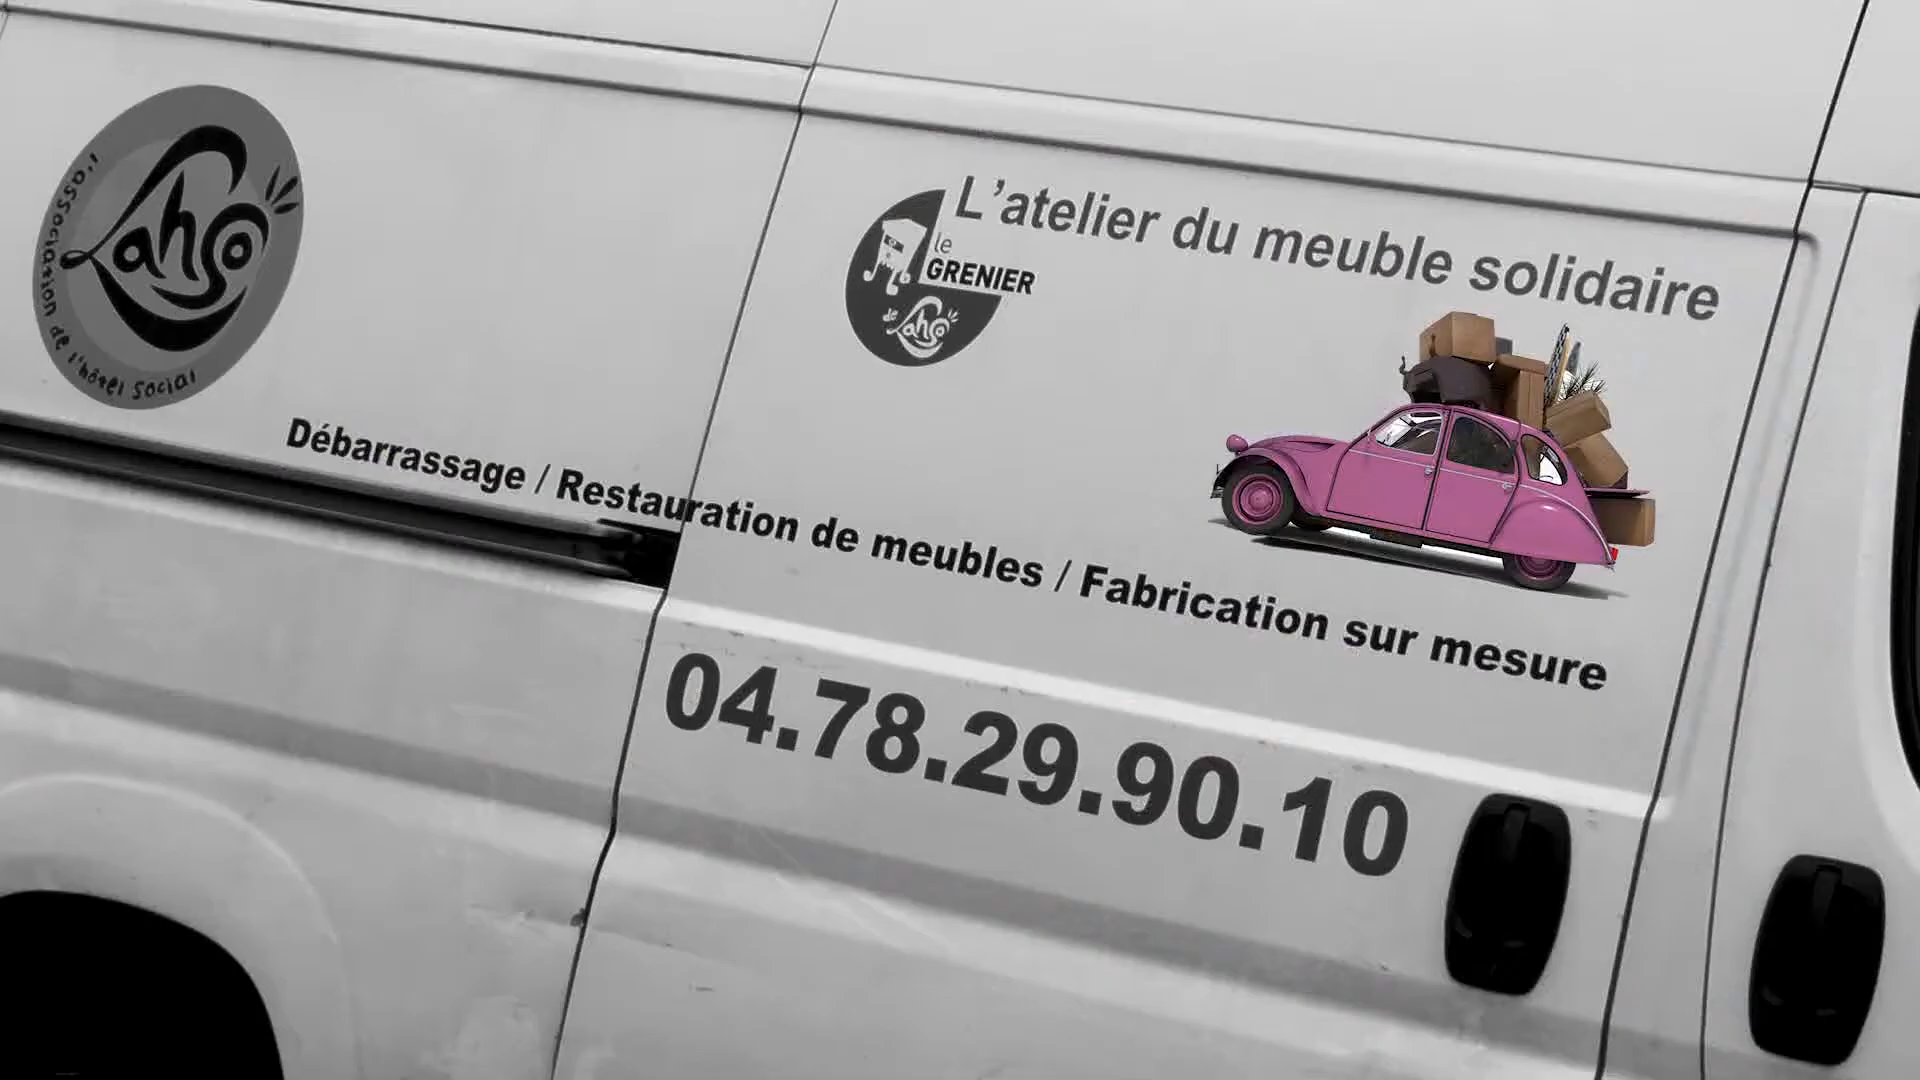 Lahso
l'association de l'hôtel social
L'atelier du meuble solidaire
le
GRENIER
de Lahso
Débarrassage / Restauration de meubles / Fabrication sur mesure
04.78.29.90.10